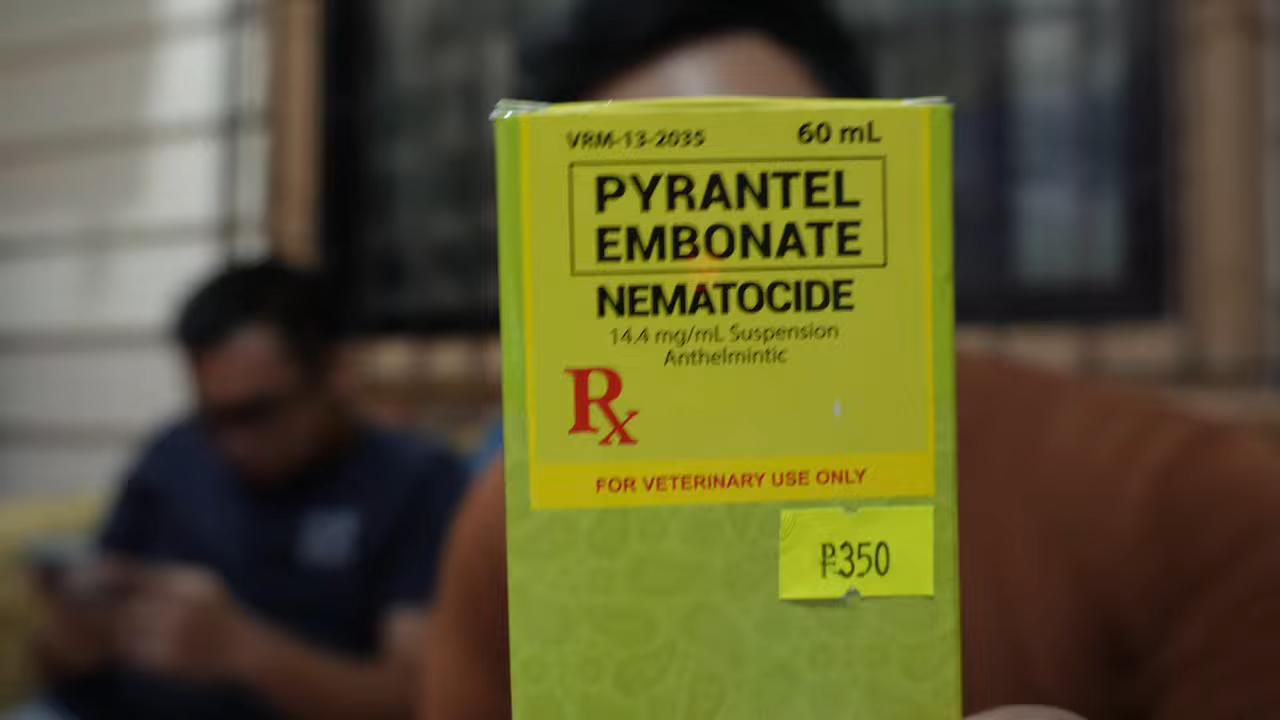 VRM-13-2035 60 mL
PYRANTEL
EMBONATE
NEMATOCIDE
14.4 mg/mL Suspension
Anthelmintic
Rx
FOR VETERINARY USE ONLY
₱350